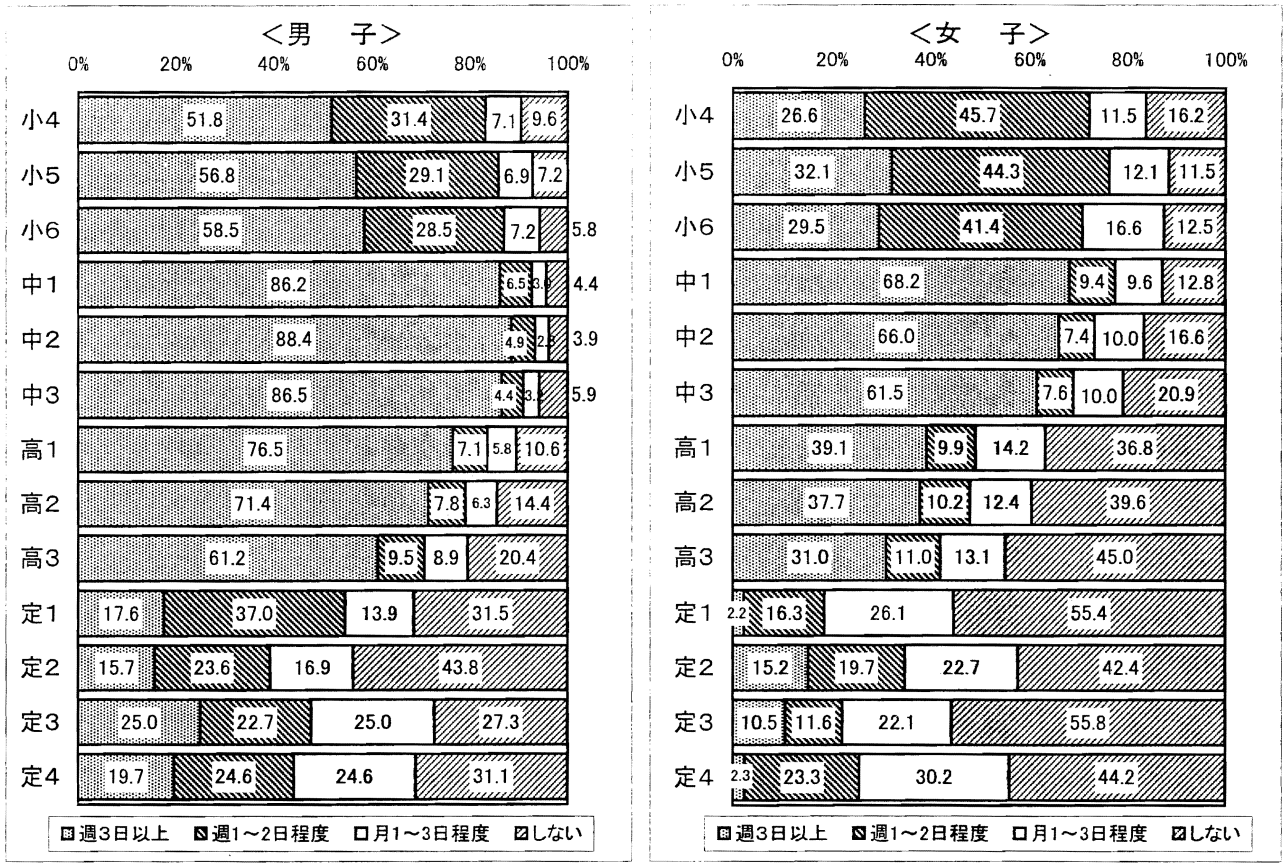 ＜男　子＞
0% 20% 40% 60% 80% 100%
小4 51.8 31.4 7.1 9.6
小5 56.8 29.1 6.9 7.2
小6 58.5 28.5 7.2 5.8
中1 86.2 6.5 4.4
中2 88.4 4.9 3.9
中3 86.5 4.4 5.9
高1 76.5 7.1 5.8 10.6
高2 71.4 7.8 6.3 14.4
高3 61.2 9.5 8.9 20.4
定1 17.6 37.0 13.9 31.5
定2 15.7 23.6 16.9 43.8
定3 25.0 22.7 25.0 27.3
定4 19.7 24.6 24.6 31.1
週3日以上 週1～2日程度 月1～3日程度 しない
＜女　子＞
0% 20% 40% 60% 80% 100%
小4 26.6 45.7 11.5 16.2
小5 32.1 44.3 12.1 11.5
小6 29.5 41.4 16.6 12.5
中1 68.2 9.4 9.6 12.8
中2 66.0 7.4 10.0 16.6
中3 61.5 7.6 10.0 20.9
高1 39.1 9.9 14.2 36.8
高2 37.7 10.2 12.4 39.6
高3 31.0 11.0 13.1 45.0
定1 2.2 16.3 26.1 55.4
定2 15.2 19.7 22.7 42.4
定3 10.5 11.6 22.1 55.8
定4 2.3 23.3 30.2 44.2
週3日以上 週1～2日程度 月1～3日程度 しない